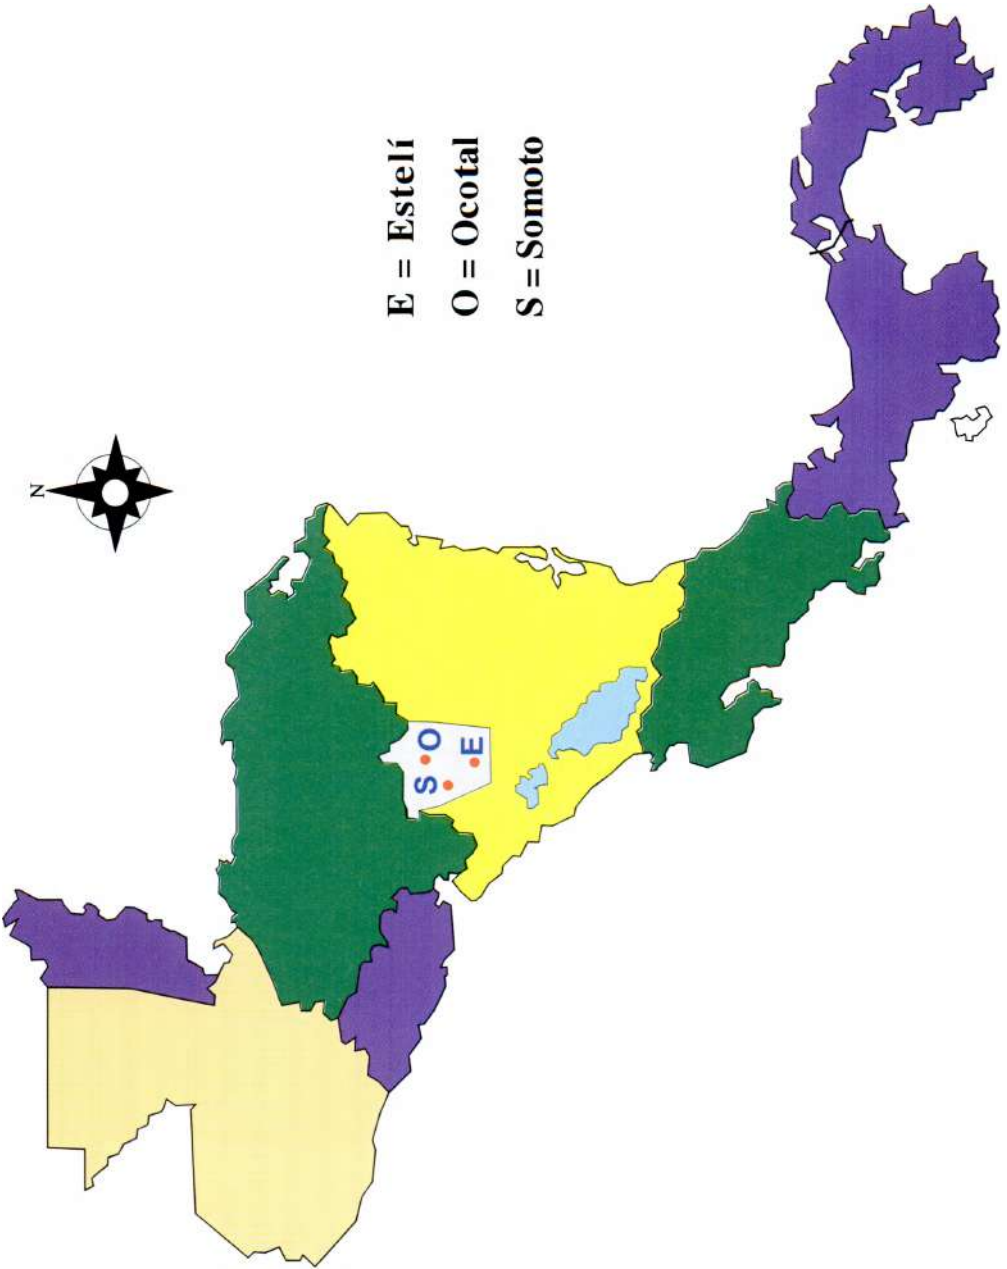 N
E = Estelí
O = Ocotal
S = Somoto
S
O
E